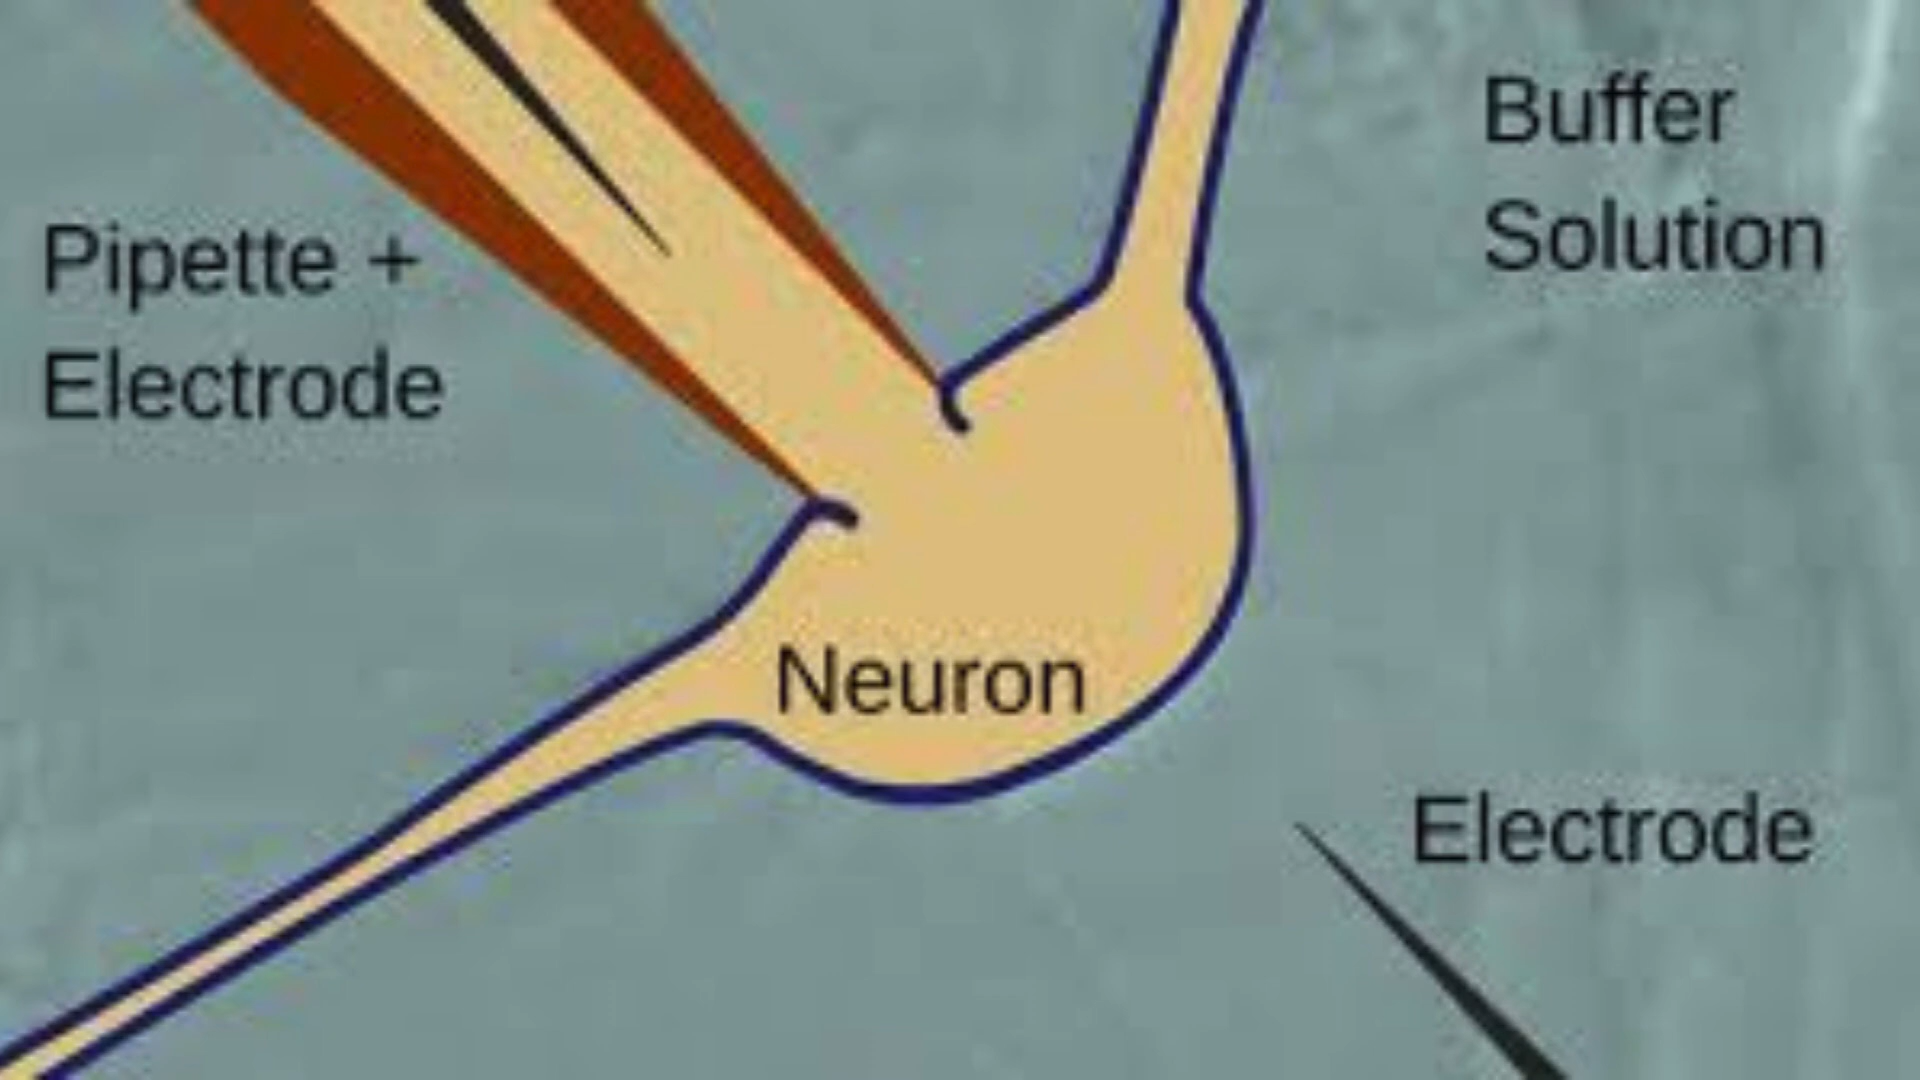 Buffer
Solution
Pipette +
Electrode
Neuron
Electrode